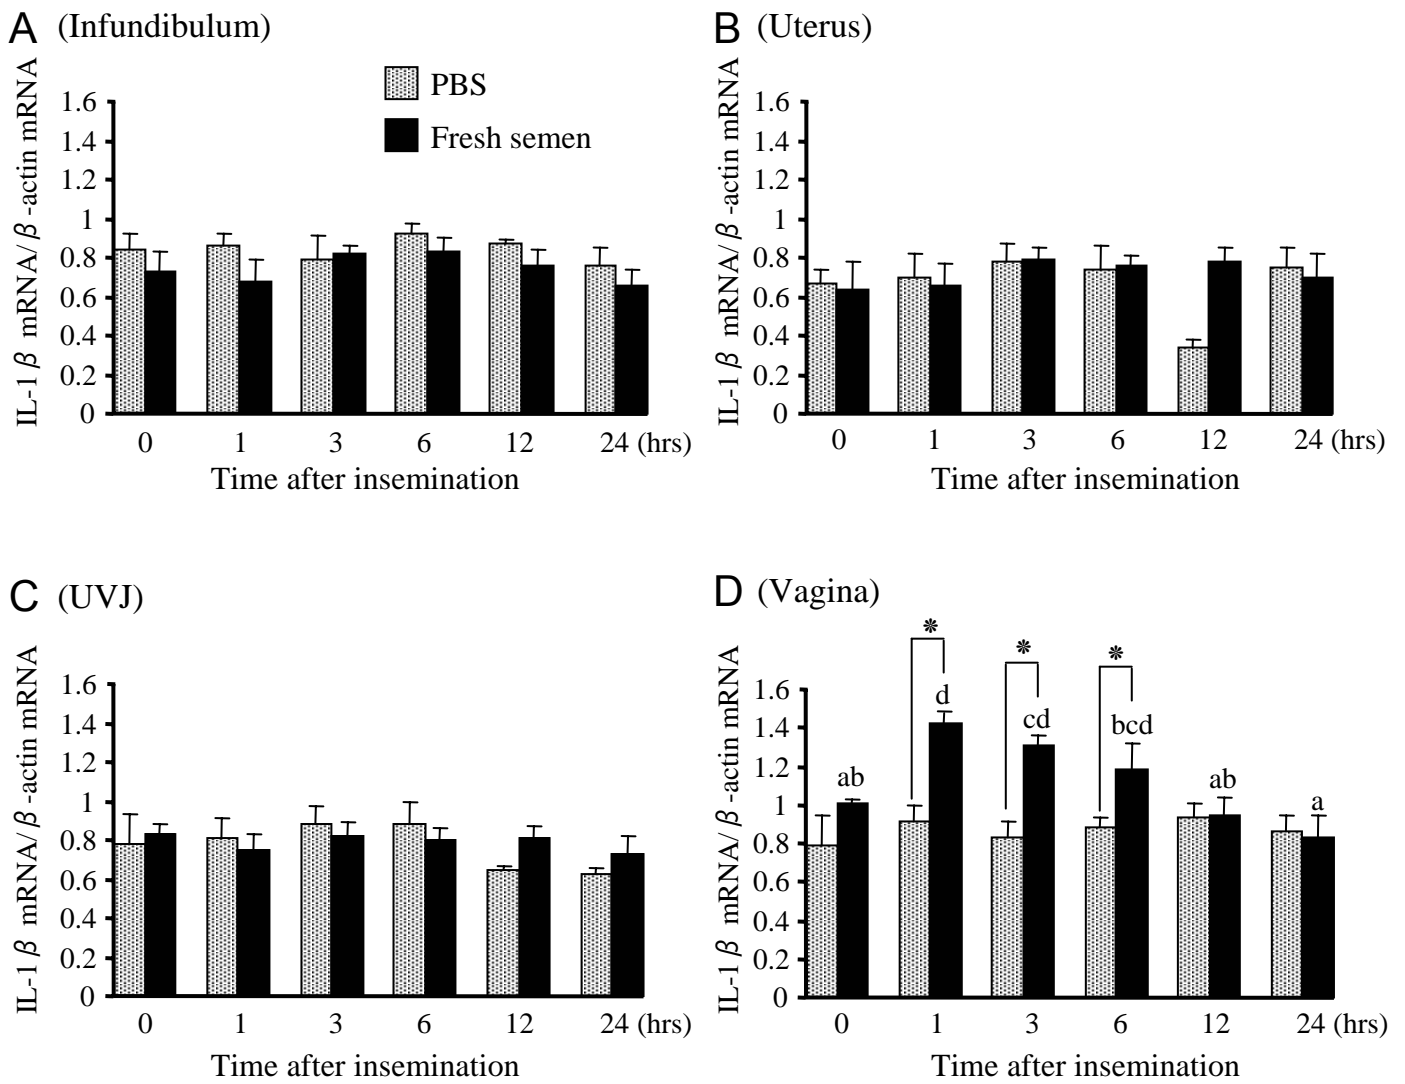 A (Infundibulum)
IL-1β mRNA/β-actin mRNA
PBS
Fresh semen
1.6
1.4
1.2
1
0.8
0.6
0.4
0.2
0
0 1 3 6 12 24 (hrs)
Time after insemination
B (Uterus)
IL-1β mRNA/β-actin mRNA
1.6
1.4
1.2
1
0.8
0.6
0.4
0.2
0
0 1 3 6 12 24 (hrs)
Time after insemination
C (UVJ)
IL-1β mRNA/β-actin mRNA
1.6
1.4
1.2
1
0.8
0.6
0.4
0.2
0
0 1 3 6 12 24 (hrs)
Time after insemination
D (Vagina)
IL-1β mRNA/β-actin mRNA
* * *
ab d cd bcd ab a
1.6
1.4
1.2
1
0.8
0.6
0.4
0.2
0
0 1 3 6 12 24 (hrs)
Time after insemination